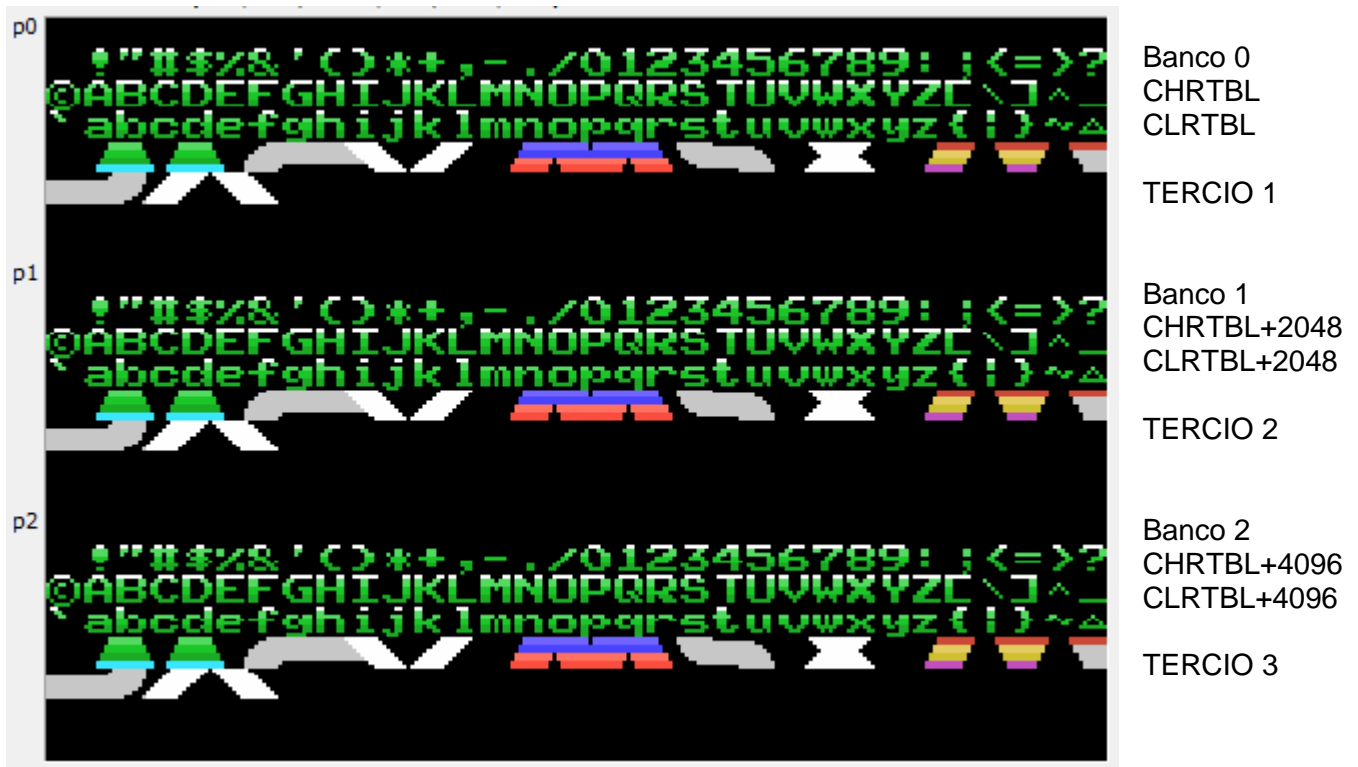 p0
!"#$%&'()*+,-./0123456789:;<=>?
©ABCDEFGHIJKLMNOPQRSTUVWXYZ[\]^_
`abcdefghijklmnopqrstuvwxyz{|}~△
Banco 0
CHRTBL
CLRTBL
TERCIO 1
p1
!"#$%&'()*+,-./0123456789:;<=>?
©ABCDEFGHIJKLMNOPQRSTUVWXYZ[\]^_
`abcdefghijklmnopqrstuvwxyz{|}~△
Banco 1
CHRTBL+2048
CLRTBL+2048
TERCIO 2
p2
!"#$%&'()*+,-./0123456789:;<=>?
©ABCDEFGHIJKLMNOPQRSTUVWXYZ[\]^_
`abcdefghijklmnopqrstuvwxyz{|}~△
Banco 2
CHRTBL+4096
CLRTBL+4096
TERCIO 3